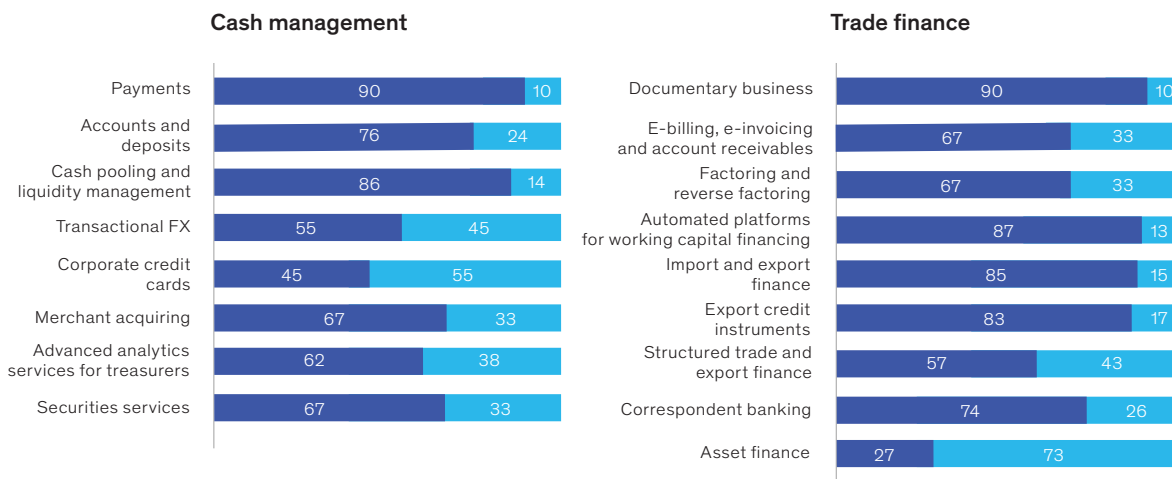 Cash management
Payments
90 10
Accounts and
deposits
76 24
Cash pooling and
liquidity management
86 14
Transactional FX
55 45
Corporate credit
cards
45 55
Merchant acquiring
67 33
Advanced analytics
services for treasurers
62 38
Securities services
67 33
Trade finance
Documentary business
90 10
E-billing, e-invoicing
and account receivables
67 33
Factoring and
reverse factoring
67 33
Automated platforms
for working capital financing
87 13
Import and export
finance
85 15
Export credit
instruments
83 17
Structured trade and
export finance
57 43
Correspondent banking
74 26
Asset finance
27 73